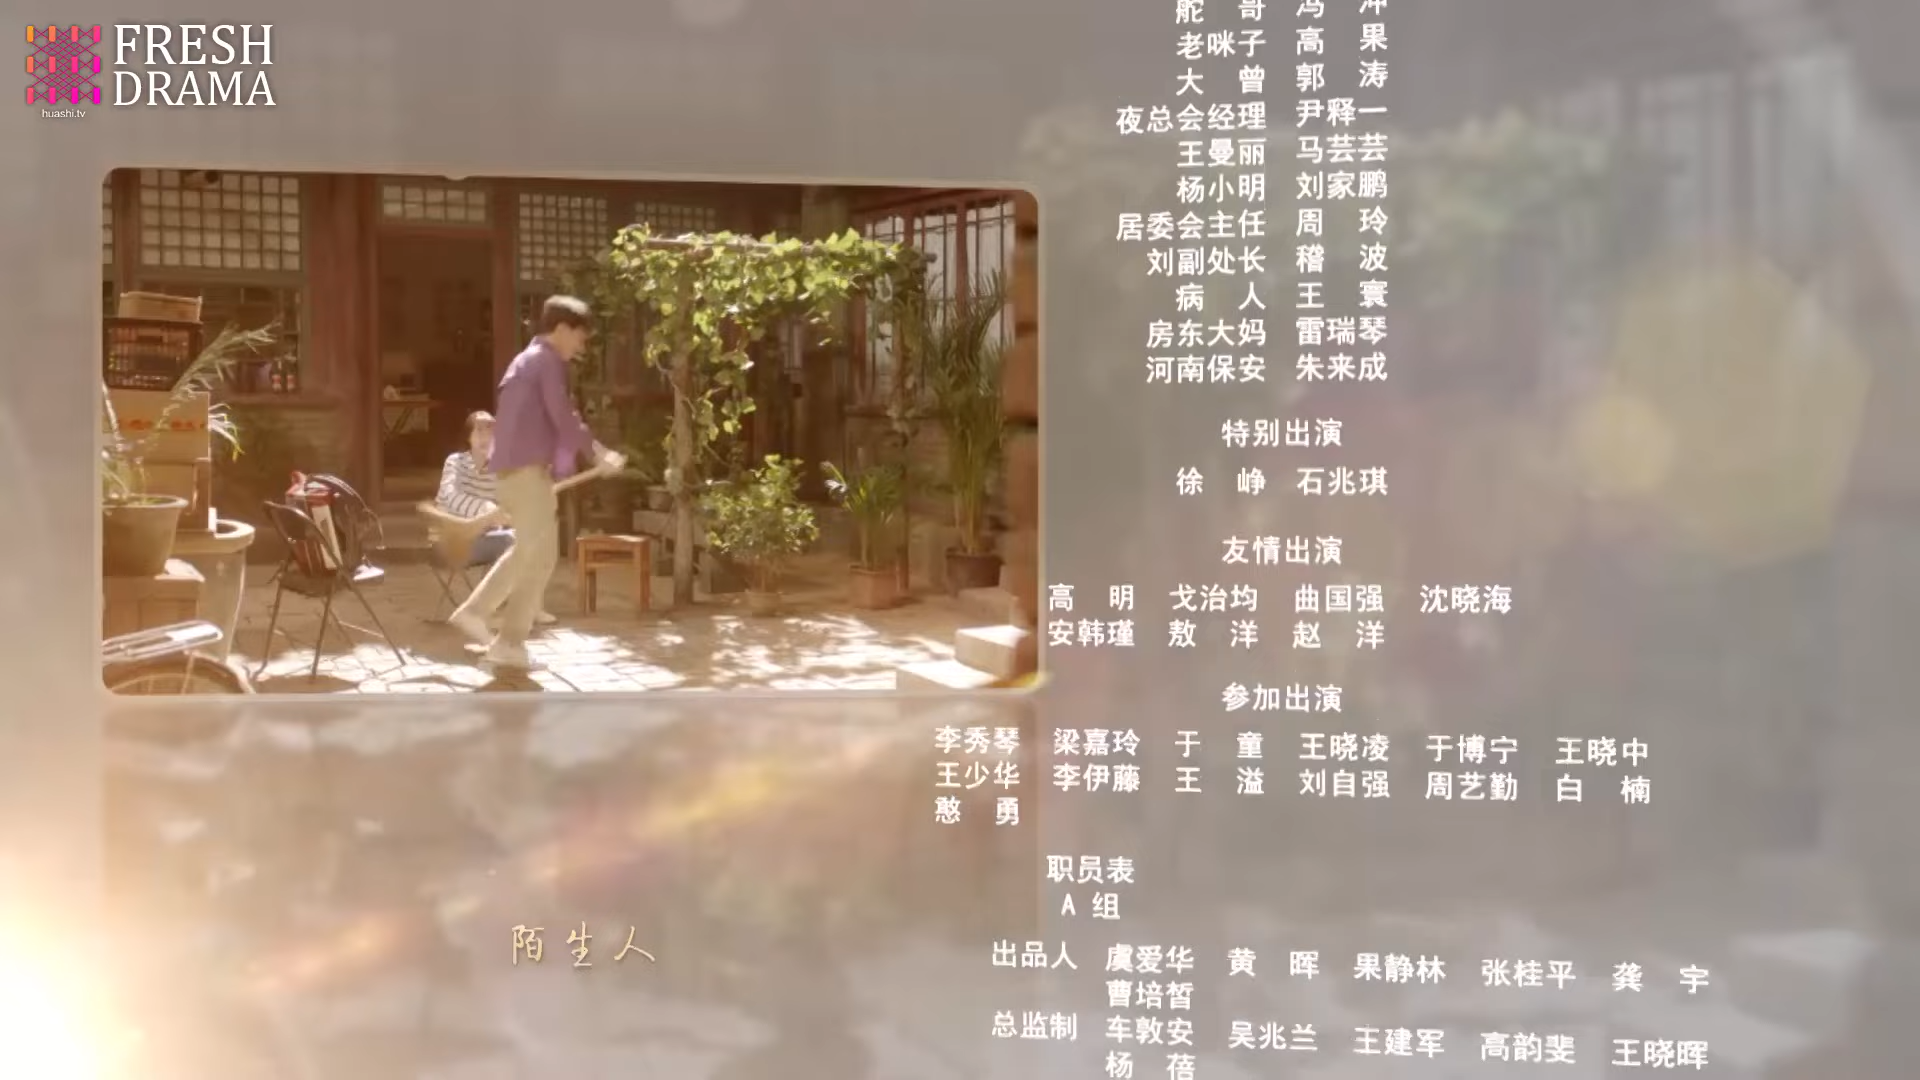 FRESH
DRAMA
huashi.tv
舵哥 冯冲
老咪子 高果
大曾 郭涛
夜总会经理 尹释一
王曼丽 马芸芸
杨小明 刘家鹏
居委会主任 周玲
刘副处长 稽波
病人 王寰
房东大妈 雷瑞琴
河南保安 朱来成
特别出演
徐峥 石兆琪
友情出演
高明 戈治均 曲国强 沈晓海
安韩瑾 敖洋 赵洋
参加出演
李秀琴 梁嘉玲 于童 王晓凌 于博宁 王晓中
王少华 李伊藤 王溢 刘自强 周艺勤 白楠
憨勇
职员表
A 组
出品人 虞爱华 黄晖 果静林 张桂平 龚宇
曹培皙
总监制 车敦安 吴兆兰 王建军 高韵斐 王晓晖
杨蓓
陌生人